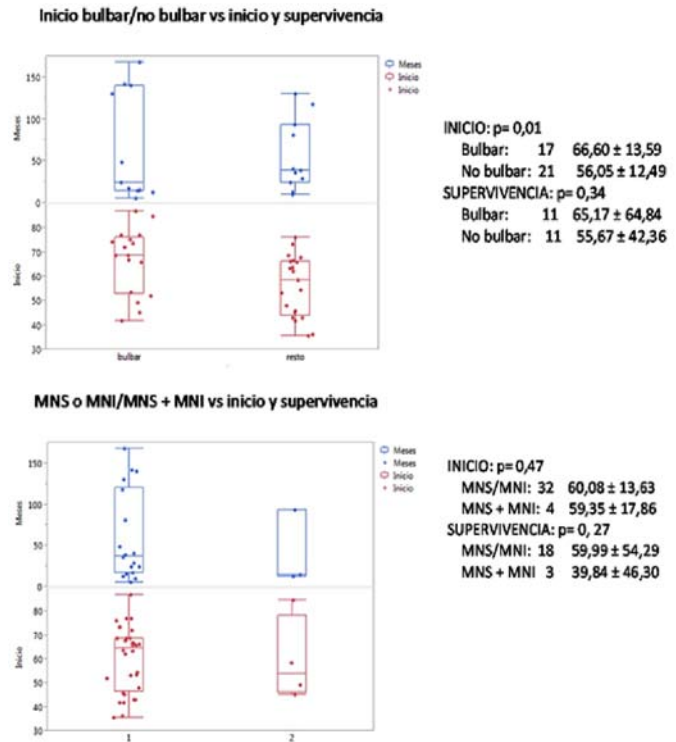 Inicio bulbar/no bulbar vs inicio y supervivencia
Meses
150
100
50
0
Inicio
80
70
60
50
40
30
bulbar
resto
Meses
Inicio
Inicio
INICIO: p= 0,01
Bulbar: 17 66,60 ± 13,59
No bulbar: 21 56,05 ± 12,49
SUPERVIVENCIA: p= 0,34
Bulbar: 11 65,17 ± 64,84
No bulbar: 11 55,67 ± 42,36
MNS o MNI/MNS + MNI vs inicio y supervivencia
Meses
150
100
50
0
Inicio
80
70
60
50
40
30
1
2
Meses
Meses
Inicio
Inicio
INICIO: p= 0,47
MNS/MNI: 32 60,08 ± 13,63
MNS + MNI: 4 59,35 ± 17,86
SUPERVIVENCIA: p= 0, 27
MNS/MNI: 18 59,99 ± 54,29
MNS + MNI 3 39,84 ± 46,30